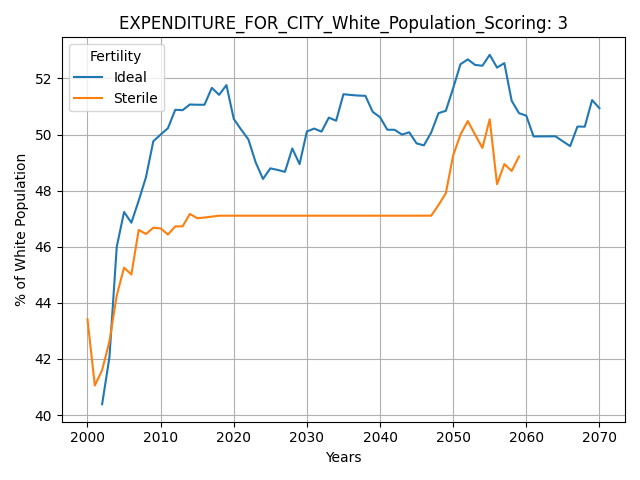 EXPENDITURE_FOR_CITY_White_Population_Scoring: 3
Fertility
Ideal
Sterile
% of White Population
52
50
48
46
44
42
40
2000 2010 2020 2030 2040 2050 2060 2070
Years